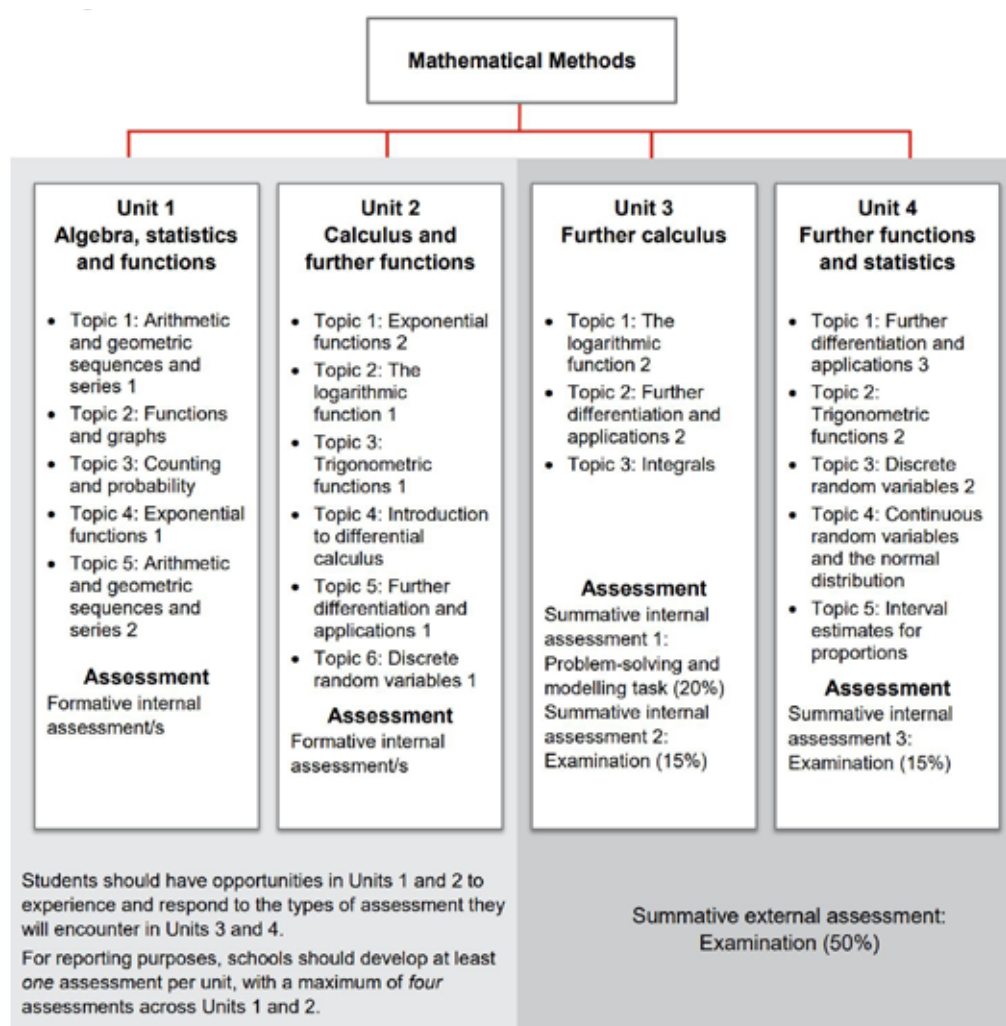 Mathematical Methods
Unit 1
Algebra, statistics
and functions
• Topic 1: Arithmetic
and geometric
sequences and
series 1
• Topic 2: Functions
and graphs
• Topic 3: Counting
and probability
• Topic 4: Exponential
functions 1
• Topic 5: Arithmetic
and geometric
sequences and
series 2
Assessment
Formative internal
assessment/s
Unit 2
Calculus and
further functions
• Topic 1: Exponential
functions 2
• Topic 2: The
logarithmic
function 1
• Topic 3:
Trigonometric
functions 1
• Topic 4: Introduction
to differential
calculus
• Topic 5: Further
differentiation and
applications 1
• Topic 6: Discrete
random variables 1
Assessment
Formative internal
assessment/s
Unit 3
Further calculus
• Topic 1: The
logarithmic
function 2
• Topic 2: Further
differentiation and
applications 2
• Topic 3: Integrals
Assessment
Summative internal
assessment 1:
Problem-solving and
modelling task (20%)
Summative internal
assessment 2:
Examination (15%)
Unit 4
Further functions
and statistics
• Topic 1: Further
differentiation and
applications 3
• Topic 2:
Trigonometric
functions 2
• Topic 3: Discrete
random variables 2
• Topic 4: Continuous
random variables
and the normal
distribution
• Topic 5: Interval
estimates for
proportions
Assessment
Summative internal
assessment 3:
Examination (15%)
Students should have opportunities in Units 1 and 2 to
experience and respond to the types of assessment they
will encounter in Units 3 and 4.
For reporting purposes, schools should develop at least
one assessment per unit, with a maximum of four
assessments across Units 1 and 2.
Summative external assessment:
Examination (50%)